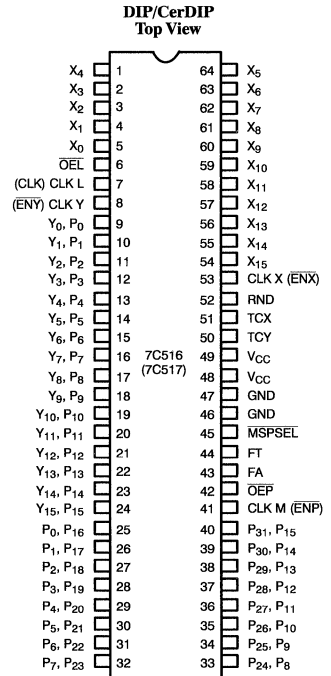 DIP/CerDIP
Top View
X4 1 64 X5
X3 2 63 X6
X2 3 62 X7
X1 4 61 X8
X0 5 60 X9
O̅E̅L̅ 6 59 X10
(CLK) CLK L 7 58 X11
(E̅N̅Y̅) CLK Y 8 57 X12
Y0, P0 9 56 X13
Y1, P1 10 55 X14
Y2, P2 11 54 X15
Y3, P3 12 53 CLK X (E̅N̅X̅)
Y4, P4 13 52 RND
Y5, P5 14 51 TCX
Y6, P6 15 50 TCY
Y7, P7 16 7C516 49 VCC
Y8, P8 17 (7C517) 48 VCC
Y9, P9 18 47 GND
Y10, P10 19 46 GND
Y11, P11 20 45 M̅S̅P̅S̅E̅L̅
Y12, P12 21 44 FT
Y13, P13 22 43 FA
Y14, P14 23 42 O̅E̅P̅
Y15, P15 24 41 CLK M (E̅N̅P̅)
P0, P16 25 40 P31, P15
P1, P17 26 39 P30, P14
P2, P18 27 38 P29, P13
P3, P19 28 37 P28, P12
P4, P20 29 36 P27, P11
P5, P21 30 35 P26, P10
P6, P22 31 34 P25, P9
P7, P23 32 33 P24, P8